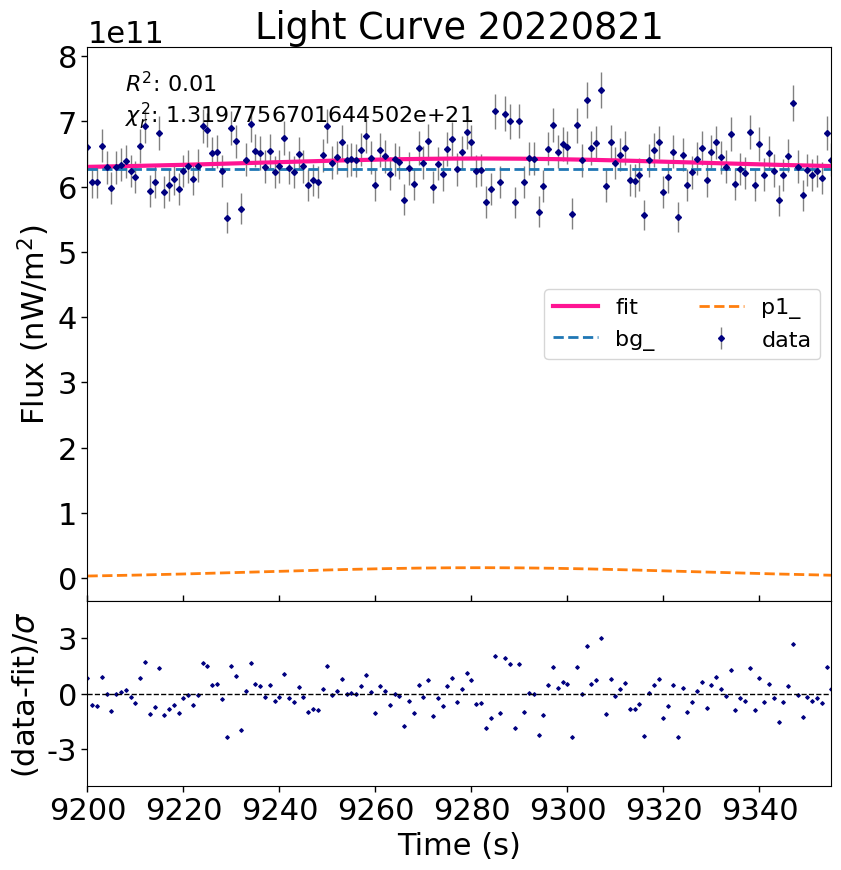 Light Curve 20220821
1e11
8
R²: 0.01
χ²ᵣ: 1.31977756701644502e+21
7
6
5
4
3
2
1
0
Flux (nW/m²)
fit
bg_
p1_
data
3
0
-3
(data-fit)/σ
9200 9220 9240 9260 9280 9300 9320 9340
Time (s)